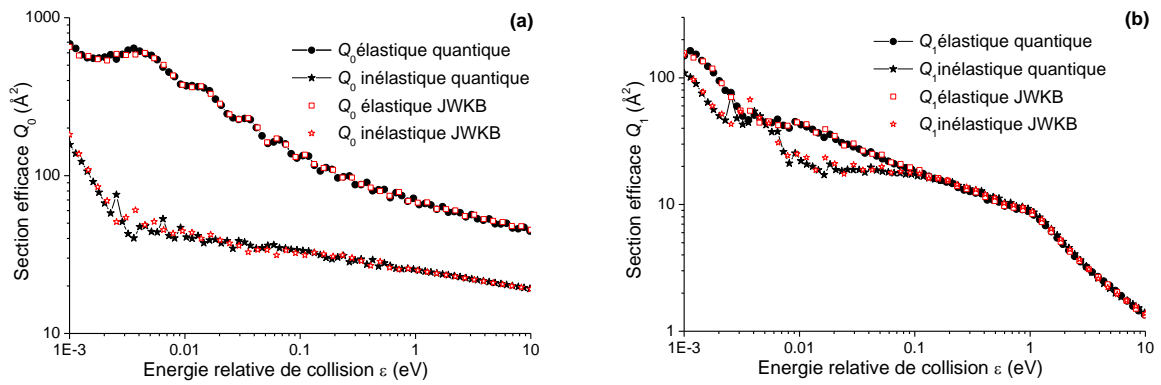 (a)
1000
100
10
Section efficace Q0 (Å²)
Q0 élastique quantique
Q0 inélastique quantique
Q0 élastique JWKB
Q0 inélastique JWKB
1E-3 0.01 0.1 1 10
Energie relative de collision ε (eV)
(b)
100
10
1
Section efficace Q1 (Å²)
Q1 élastique quantique
Q1 inélastique quantique
Q1 élastique JWKB
Q1 inélastique JWKB
1E-3 0.01 0.1 1 10
Energie relative de collision ε (eV)